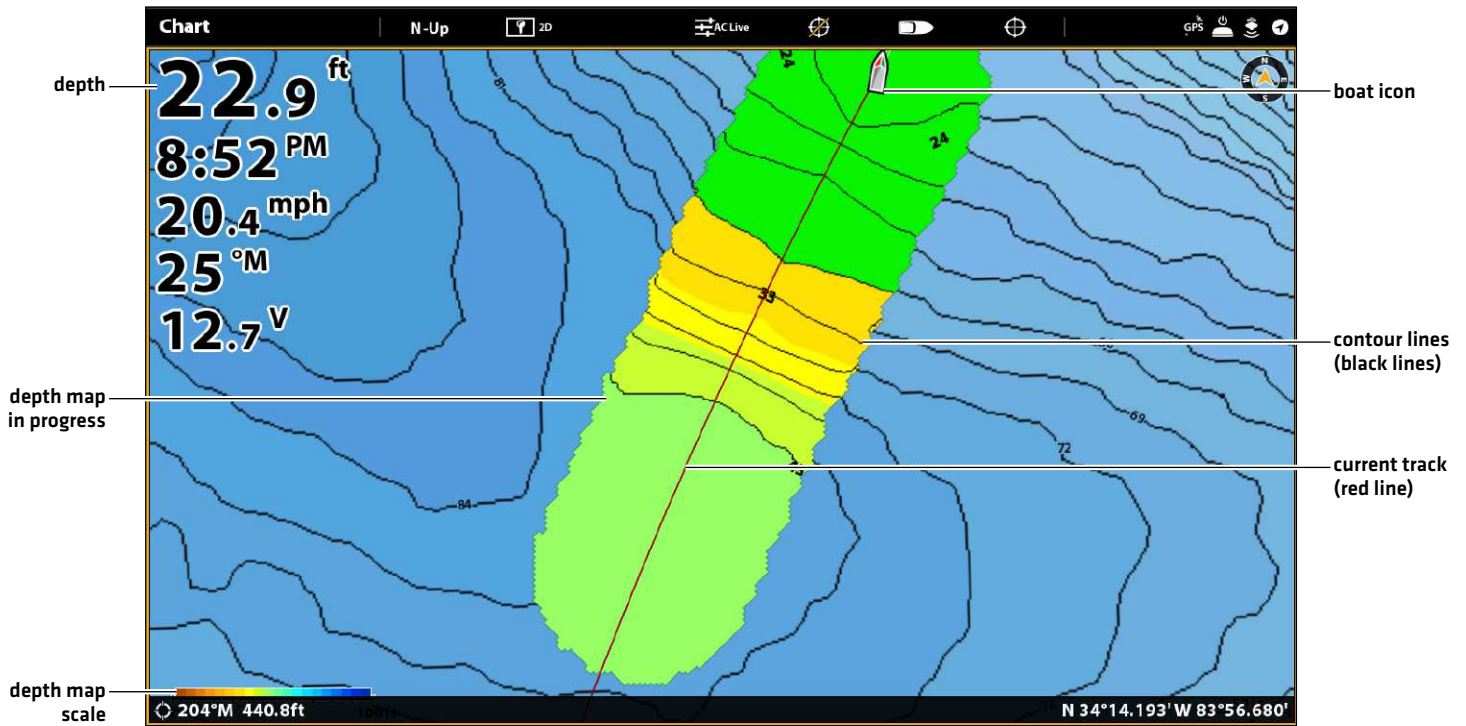 Chart N-Up 2D AC Live GPS
depth
22.9 ft
8:52 PM
20.4 mph
25 °M
12.7 V
boat icon
contour lines
(black lines)
depth map
in progress
current track
(red line)
depth map
scale
24
24
33
81
84
69
72
N
E
S
W
204°M 440.8ft
N 34°14.193' W 83°56.680'